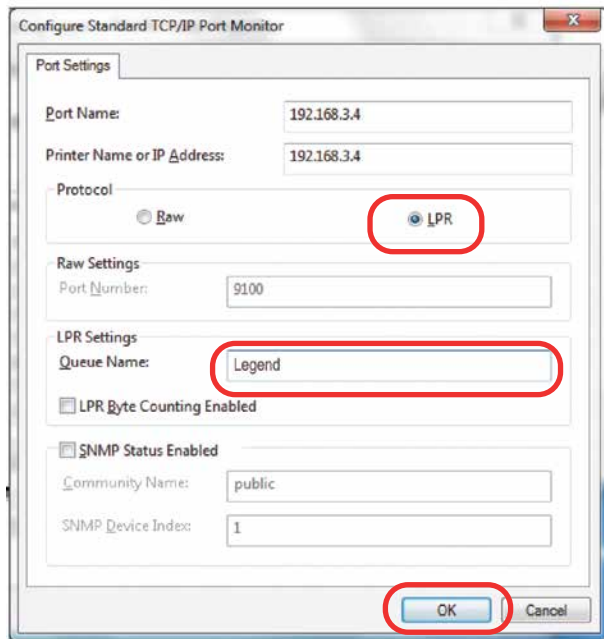 Configure Standard TCP/IP Port Monitor
Port Settings
Port Name: 192.168.3.4
Printer Name or IP Address: 192.168.3.4
Protocol
Raw LPR
Raw Settings
Port Number: 9100
LPR Settings
Queue Name: Legend
LPR Byte Counting Enabled
SNMP Status Enabled
Community Name: public
SNMP Device Index: 1
OK Cancel